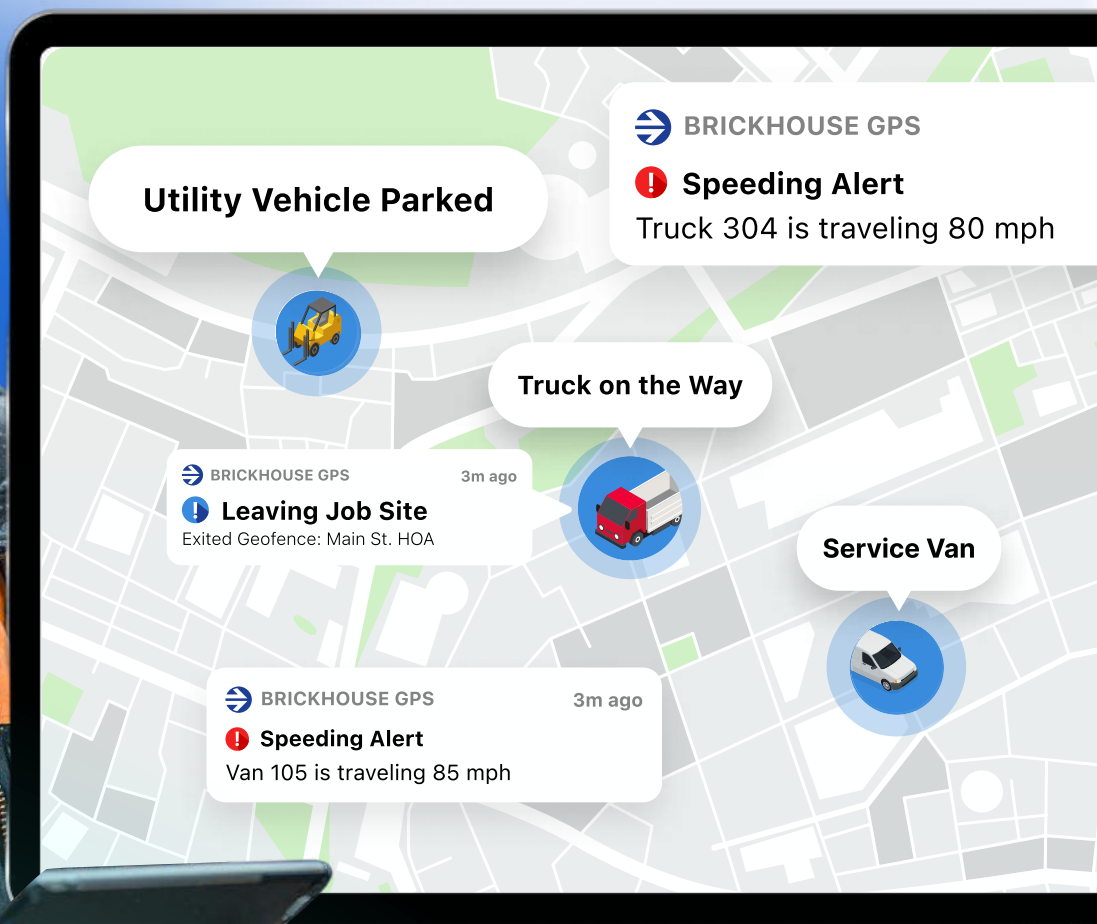 BRICKHOUSE GPS
Speeding Alert
Truck 304 is traveling 80 mph
Utility Vehicle Parked
Truck on the Way
BRICKHOUSE GPS 3m ago
Leaving Job Site
Exited Geofence: Main St. HOA
Service Van
BRICKHOUSE GPS 3m ago
Speeding Alert
Van 105 is traveling 85 mph